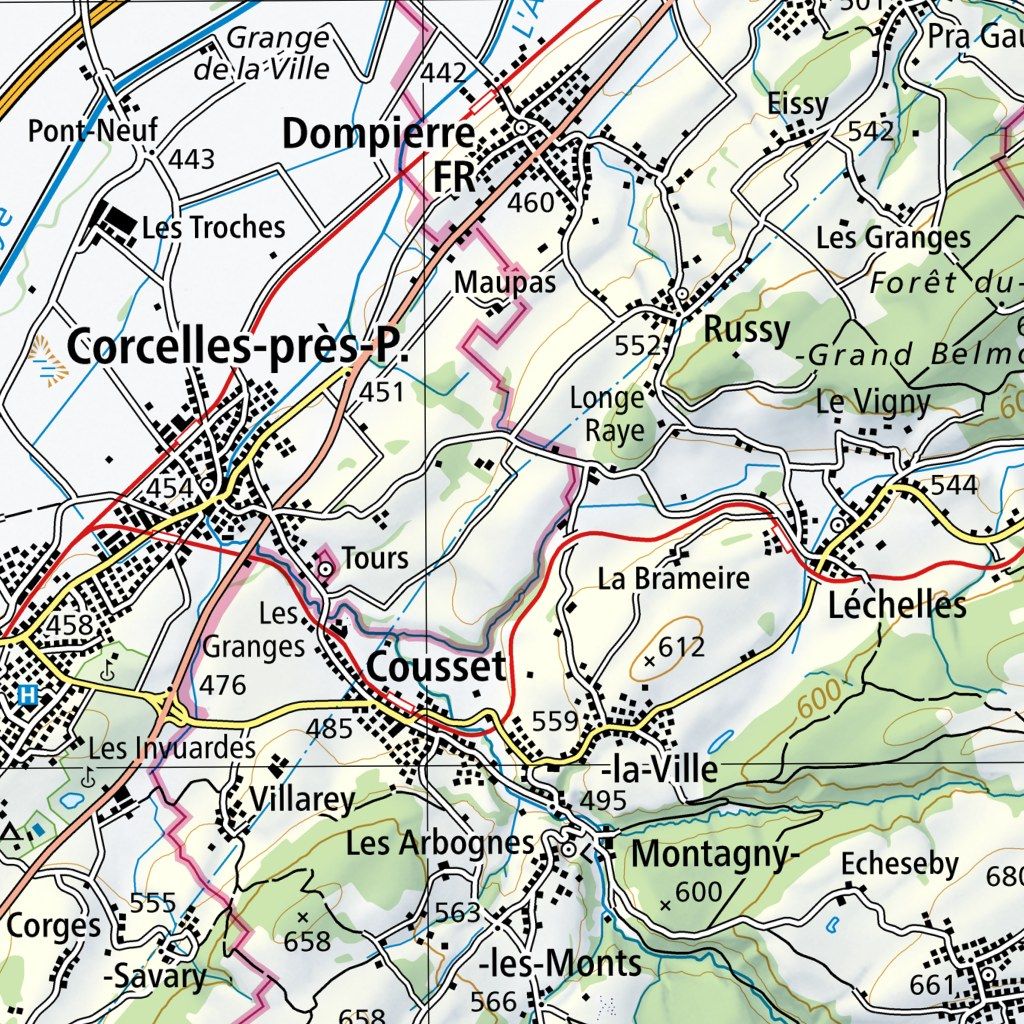 501
Pra Gau
L'A
Grange
de la Ville
442
Eissy
542
Pont-Neuf
443
Dompierre
FR
460
Les Troches
Les Granges
Forêt du-
Maupas
Russy
552
Corcelles-près-P.
451
-Grand Belmo
Longe
Raye
Le Vigny
600
454
544
Tours
La Brameire
Léchelles
458
Les
Granges
612
Cousset
H
476
485
559
600
Les Invuardes
-la-Ville
Villarey
495
Les Arbognes
Montagny-
Echeseby
680
600
555
563
Corges
658
-Savary
-les-Monts
566
661
658